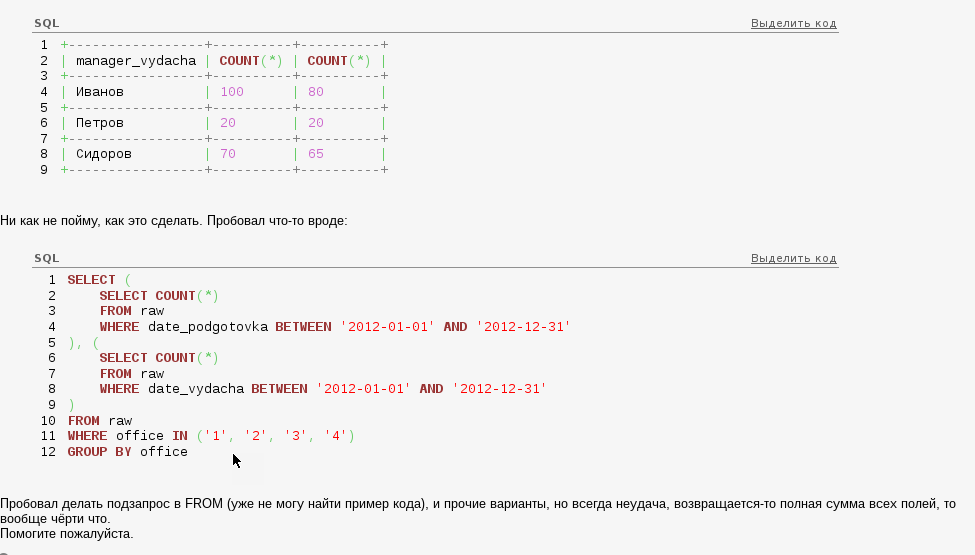 SQL Выделить код
1 +-----------------+----------+----------+
2 | manager_vydacha | COUNT(*) | COUNT(*) |
3 +-----------------+----------+----------+
4 | Иванов          | 100      | 80       |
5 +-----------------+----------+----------+
6 | Петров          | 20       | 20       |
7 +-----------------+----------+----------+
8 | Сидоров         | 70       | 65       |
9 +-----------------+----------+----------+
Ни как не пойму, как это сделать. Пробовал что-то вроде:
SQL Выделить код
1 SELECT (
2     SELECT COUNT(*)
3     FROM raw
4     WHERE date_podgotovka BETWEEN '2012-01-01' AND '2012-12-31'
5 ), (
6     SELECT COUNT(*)
7     FROM raw
8     WHERE date_vydacha BETWEEN '2012-01-01' AND '2012-12-31'
9 )
10 FROM raw
11 WHERE office IN ('1', '2', '3', '4')
12 GROUP BY office
Пробовал делать подзапрос в FROM (уже не могу найти пример кода), и прочие варианты, но всегда неудача, возвращается-то полная сумма всех полей, то
вообще чёрти что.
Помогите пожалуйста.